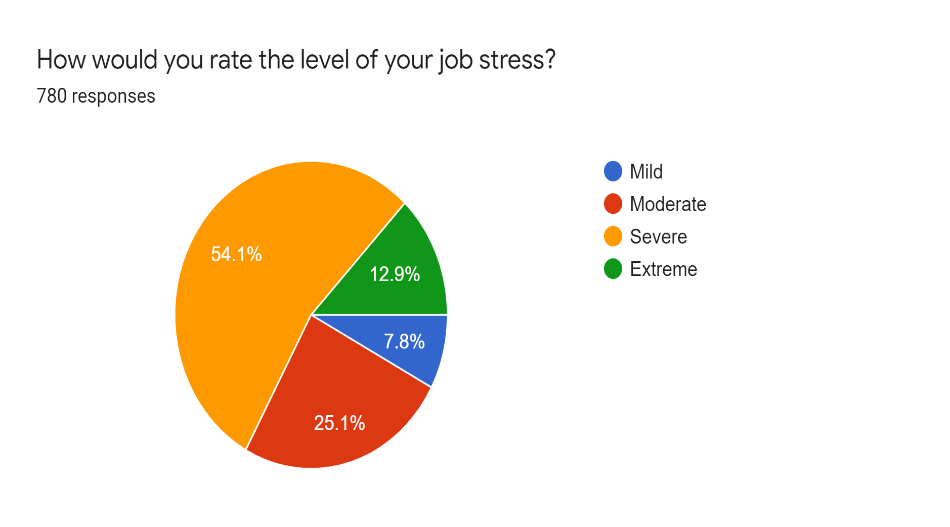 How would you rate the level of your job stress?
780 responses
Mild
Moderate
Severe
Extreme
54.1%
12.9%
7.8%
25.1%